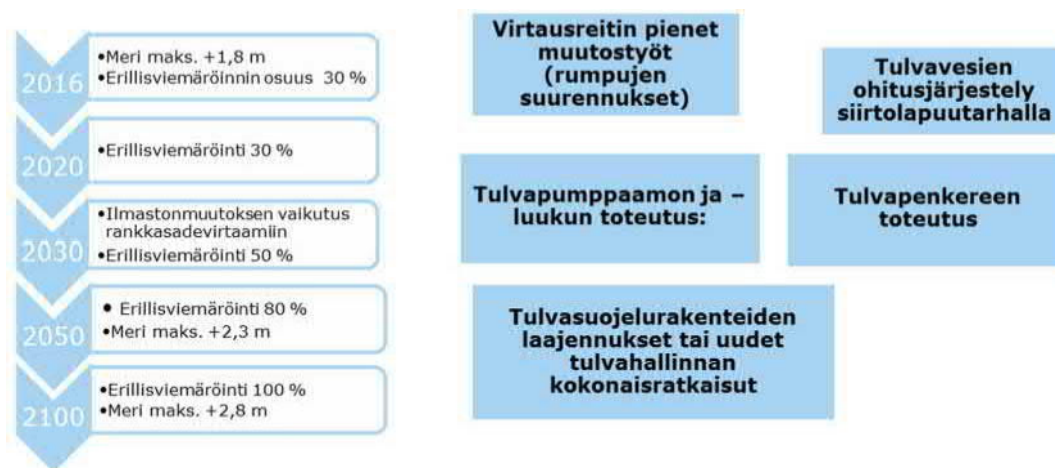 2016
•Meri maks. +1,8 m
•Erillisviemäröinnin osuus 30 %
2020
•Erillisviemäröinti 30 %
2030
•Ilmastonmuutoksen vaikutus
rankkasadevirtaamiin
•Erillisviemäröinti 50 %
2050
• Erillisviemäröinti 80 %
•Meri maks. +2,3 m
2100
•Erillisviemäröinti 100 %
•Meri maks. +2,8 m
Virtausreitin pienet
muutostyöt
(rumpujen
suurennukset)
Tulvavesien
ohitusjärjestely
siirtolapuutarhalla
Tulvapumppaamon ja –
luukun toteutus:
Tulvapenkereen
toteutus
Tulvasuojelurakenteiden
laajennukset tai uudet
tulvahallinnan
kokonaisratkaisut